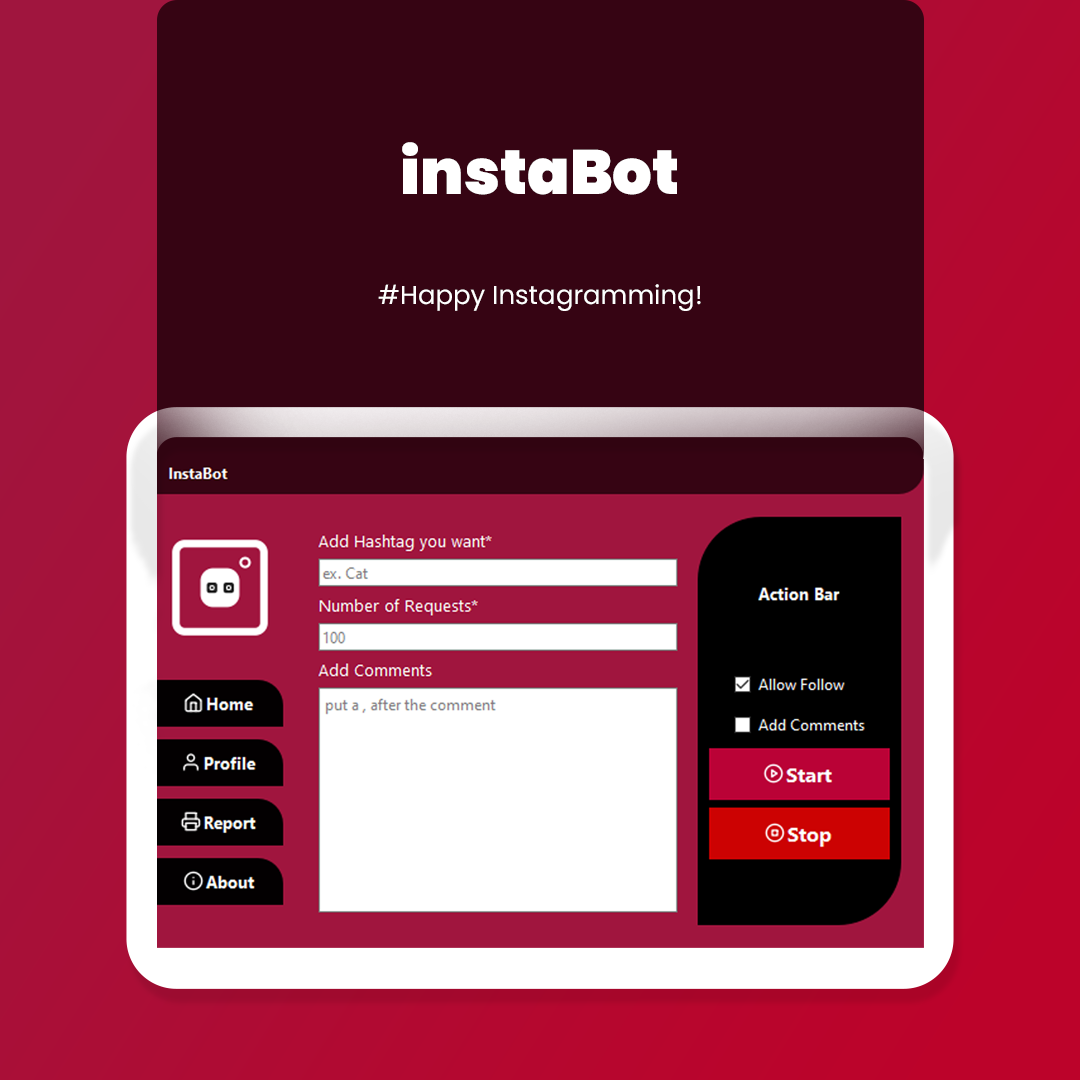 instaBot
#Happy Instagramming!
InstaBot
Add Hashtag you want*
ex. Cat
Number of Requests*
100
Add Comments
put a , after the comment
Home
Profile
Report
About
Action Bar
Allow Follow
Add Comments
Start
Stop